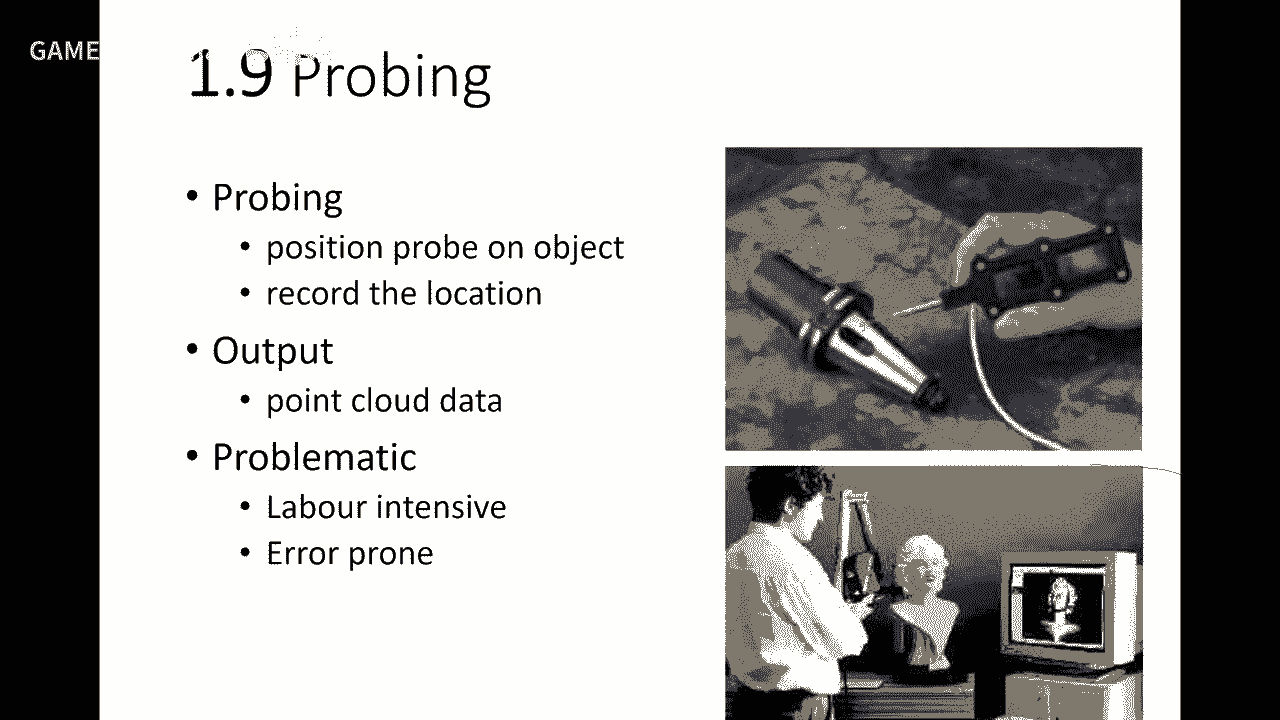 GAME
1.9 Probing
• Probing
• position probe on object
• record the location
• Output
• point cloud data
• Problematic
• Labour intensive
• Error prone